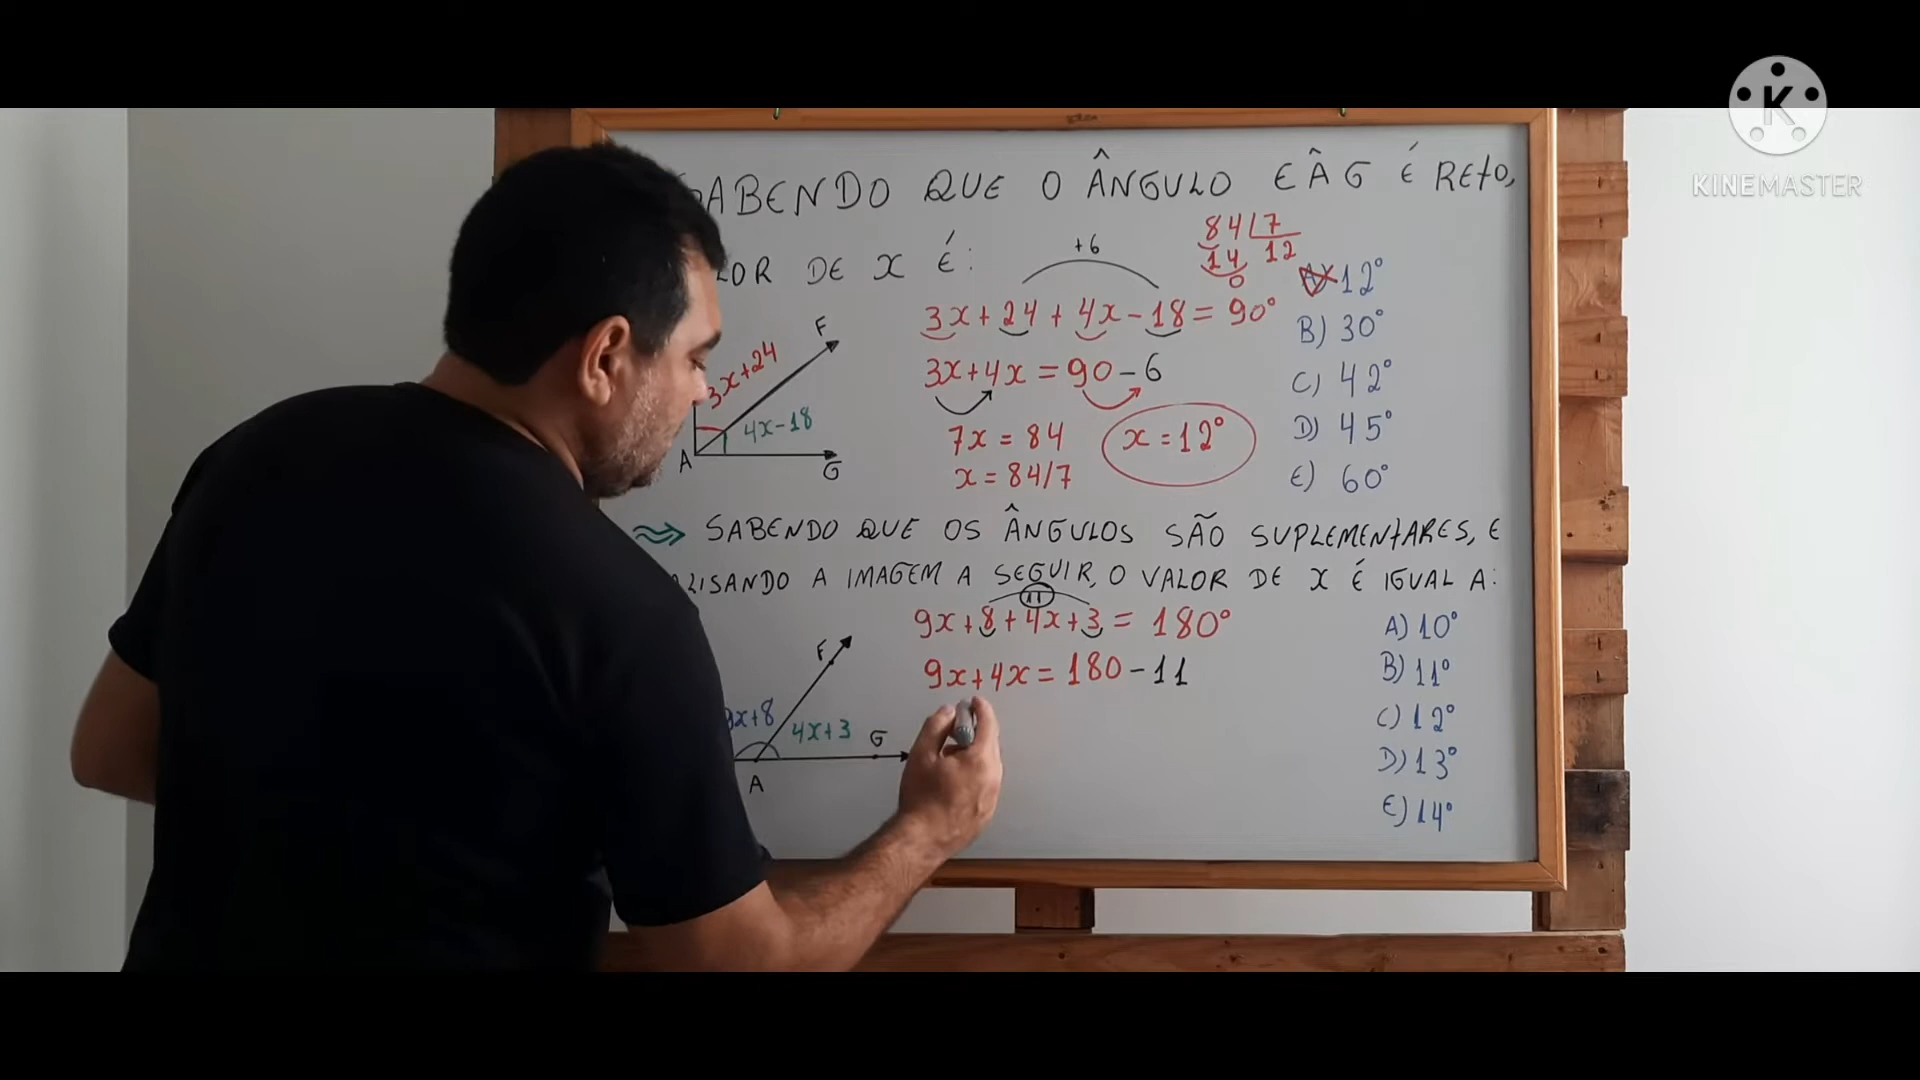 KINEMASTER
SABENDO QUE O ÂNGULO EÂG É RETO,
DE x É:
+6
84 7
14 12
0
3x+24+4x-18=90°
3x+4x=90-6
7x=84
x=84/7
x=12°
A) 12°
B) 30°
C) 42°
D) 45°
E) 60°
F
3x+24
4x-18
A
G
SABENDO QUE OS ÂNGULOS SÃO SUPLEMENTARES, E
A IMAGEM A SEGUIR, O VALOR DE x É IGUAL A:
11
9x+8+4x+3=180°
9x+4x=180-11
F
9x+8
4x+3
G
A
A) 10°
B) 11°
C) 12°
D) 13°
E) 14°